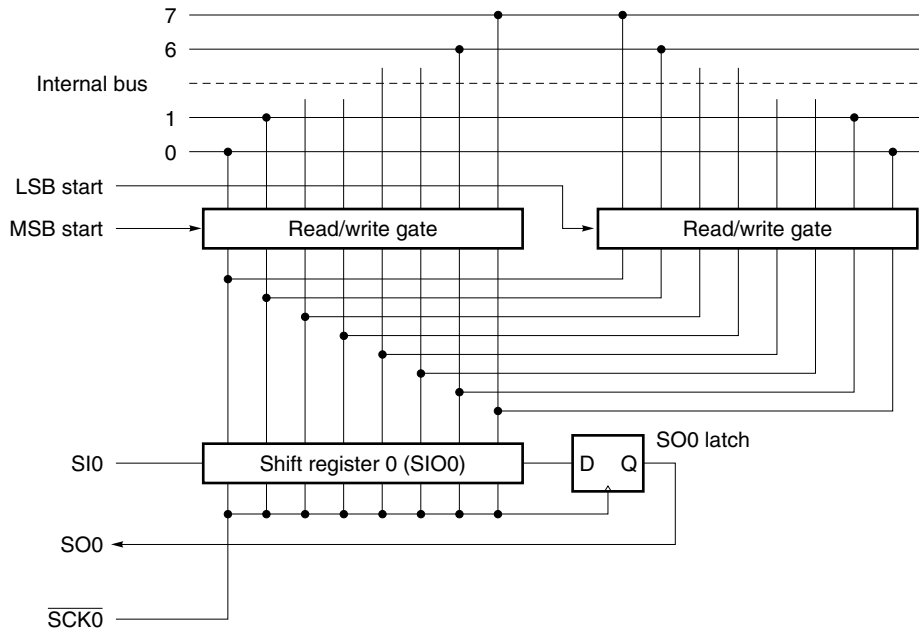 7
6
Internal bus
1
0
LSB start
MSB start
Read/write gate
Read/write gate
SO0 latch
SI0
Shift register 0 (SIO0)
D Q
SO0
SCK0